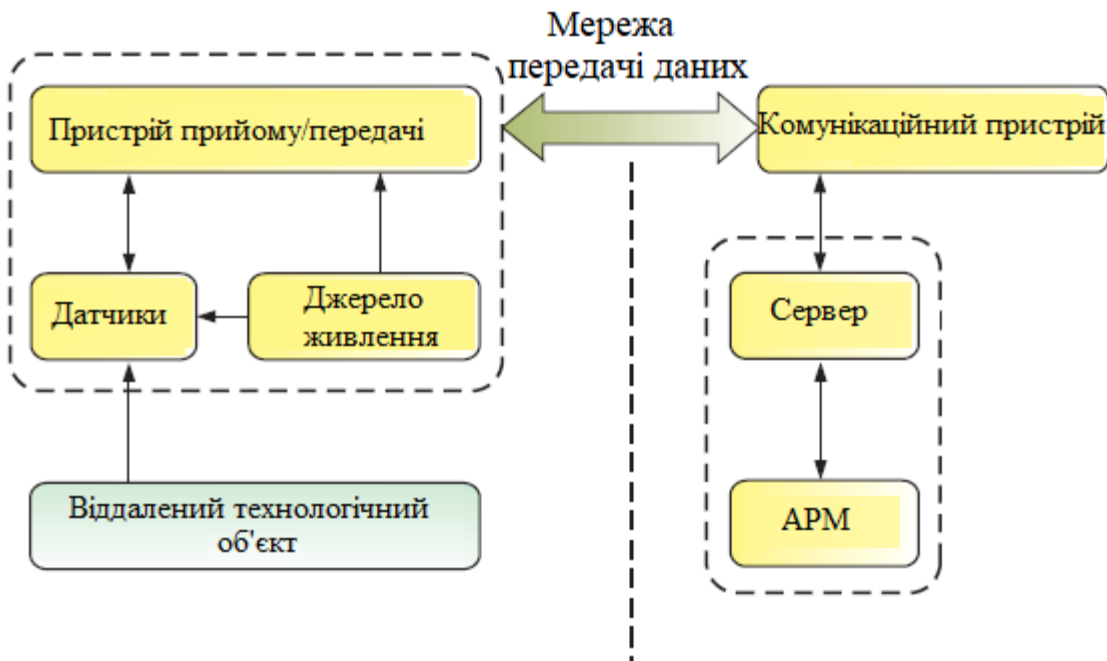 Мережа
передачі даних
Пристрій прийому/передачі
Комунікаційний пристрій
Датчики
Джерело
живлення
Сервер
Віддалений технологічний
об'єкт
АРМ